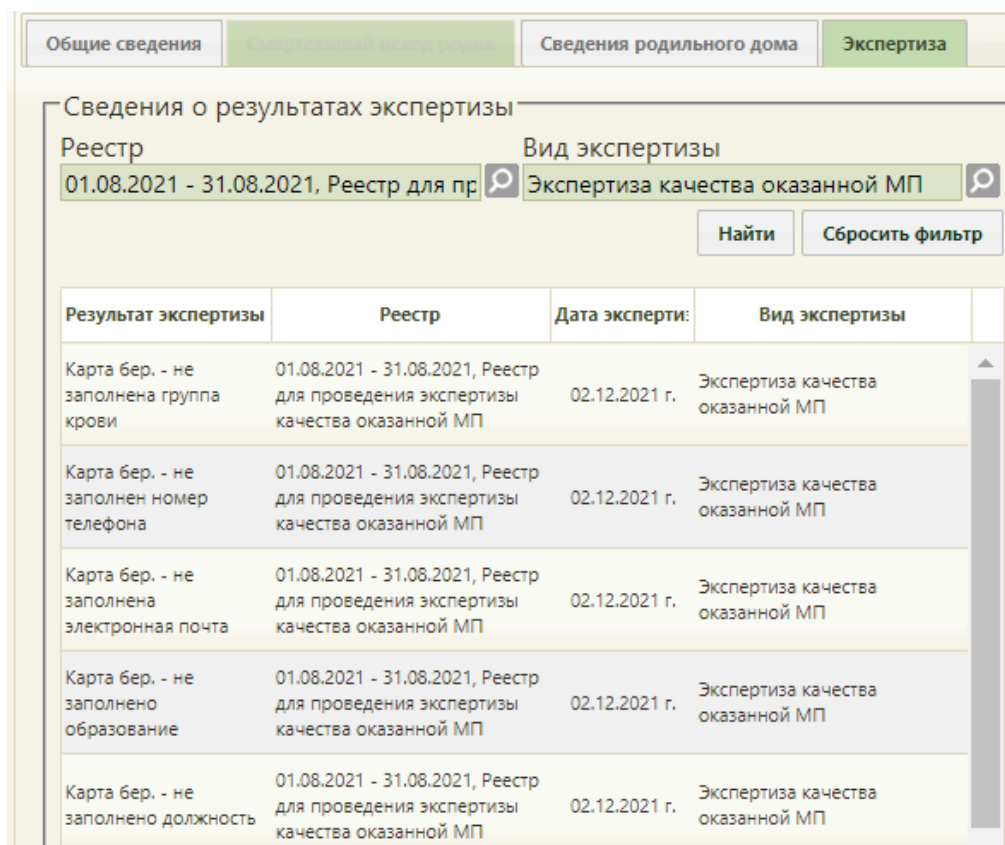 Общие сведения
Смертельный исход родов
Сведения родильного дома
Экспертиза
Сведения о результатах экспертизы
Реестр
Вид экспертизы
01.08.2021 - 31.08.2021, Реестр для пр
Экспертиза качества оказанной МП
Найти
Сбросить фильтр
Результат экспертизы
Реестр
Дата эксперти
Вид экспертизы
Карта бер. - не
заполнена группа
крови
01.08.2021 - 31.08.2021, Реестр
для проведения экспертизы
качества оказанной МП
02.12.2021 г.
Экспертиза качества
оказанной МП
Карта бер. - не
заполнен номер
телефона
01.08.2021 - 31.08.2021, Реестр
для проведения экспертизы
качества оказанной МП
02.12.2021 г.
Экспертиза качества
оказанной МП
Карта бер. - не
заполнена
электронная почта
01.08.2021 - 31.08.2021, Реестр
для проведения экспертизы
качества оказанной МП
02.12.2021 г.
Экспертиза качества
оказанной МП
Карта бер. - не
заполнено
образование
01.08.2021 - 31.08.2021, Реестр
для проведения экспертизы
качества оказанной МП
02.12.2021 г.
Экспертиза качества
оказанной МП
Карта бер. - не
заполнено должность
01.08.2021 - 31.08.2021, Реестр
для проведения экспертизы
качества оказанной МП
02.12.2021 г.
Экспертиза качества
оказанной МП